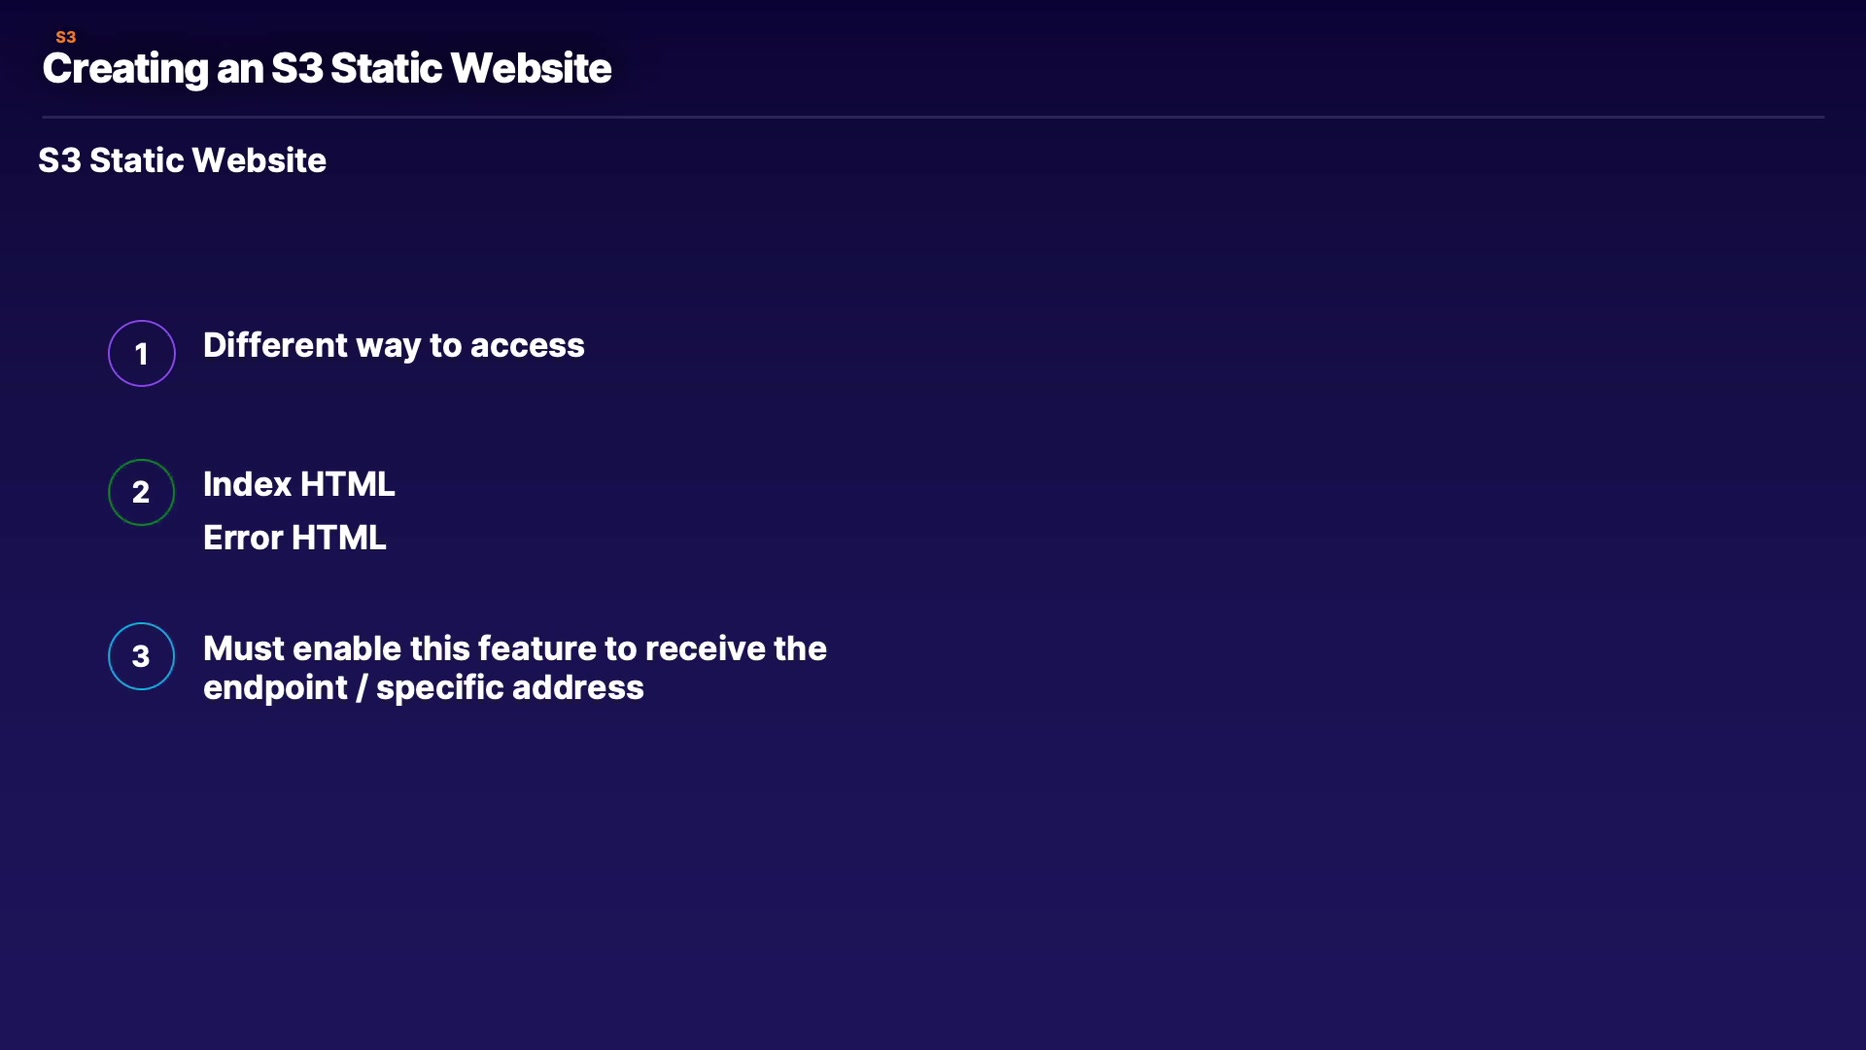 S3
Creating an S3 Static Website
S3 Static Website
1
Different way to access
2
Index HTML
Error HTML
3
Must enable this feature to receive the
endpoint / specific address